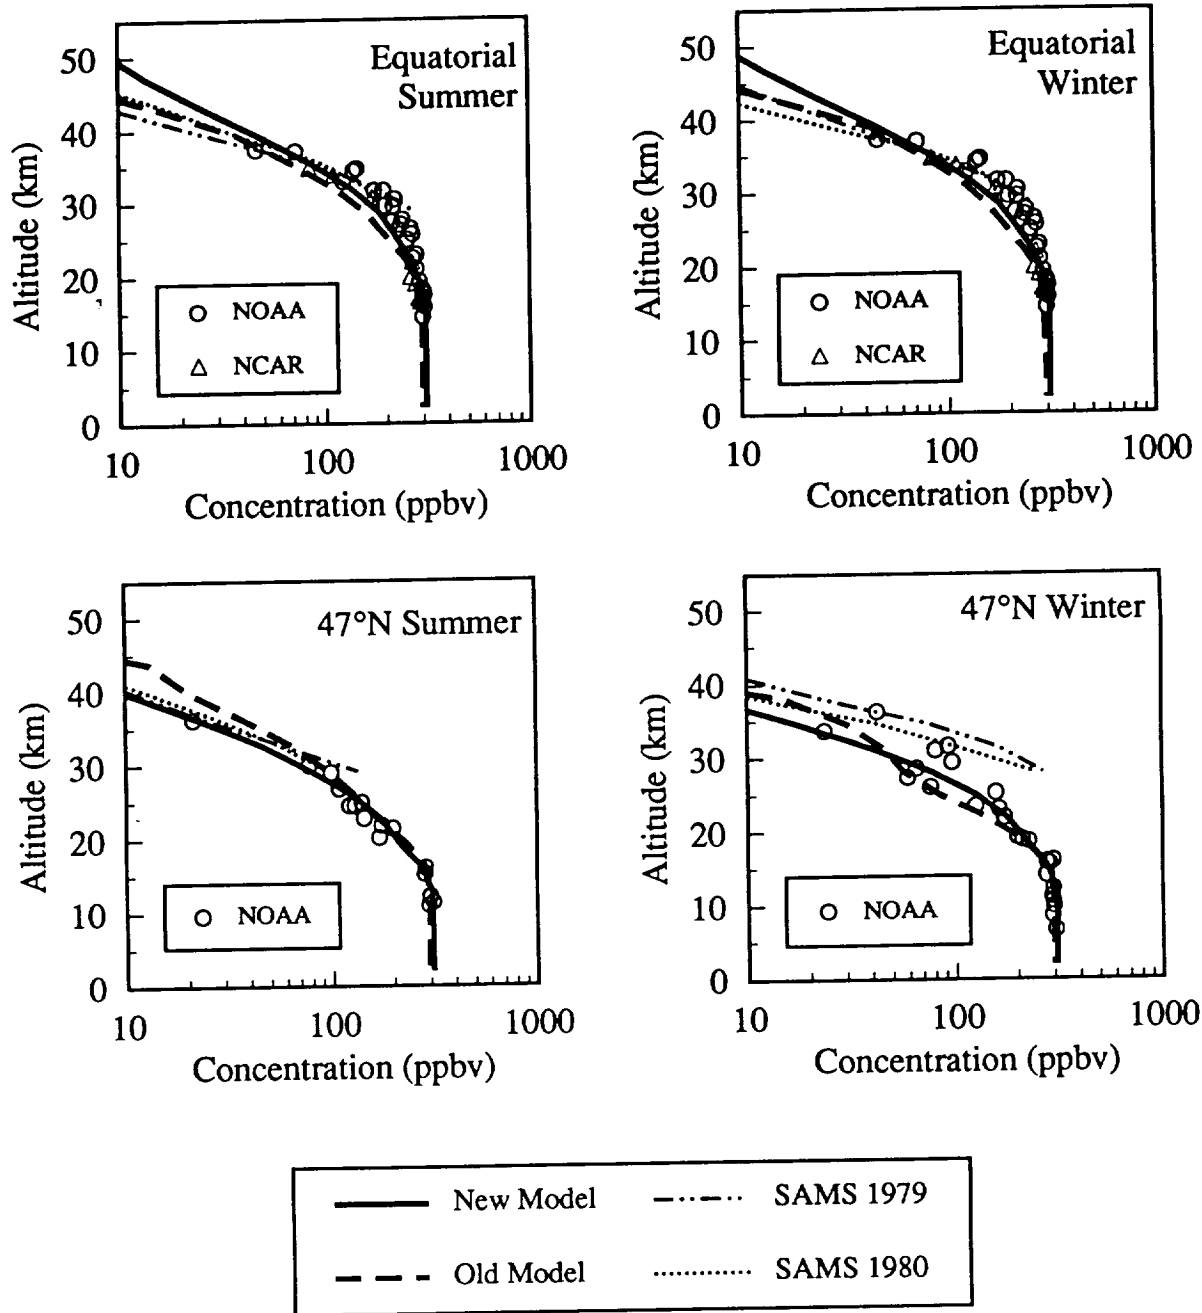 Equatorial
Summer
50
40
30
20
10
0
Altitude (km)
NOAA
NCAR
10
100
1000
Concentration (ppbv)
Equatorial
Winter
50
40
30
20
10
0
Altitude (km)
NOAA
NCAR
10
100
1000
Concentration (ppbv)
47°N Summer
50
40
30
20
10
0
Altitude (km)
NOAA
10
100
1000
Concentration (ppbv)
47°N Winter
50
40
30
20
10
0
Altitude (km)
NOAA
10
100
1000
Concentration (ppbv)
New Model
SAMS 1979
Old Model
SAMS 1980